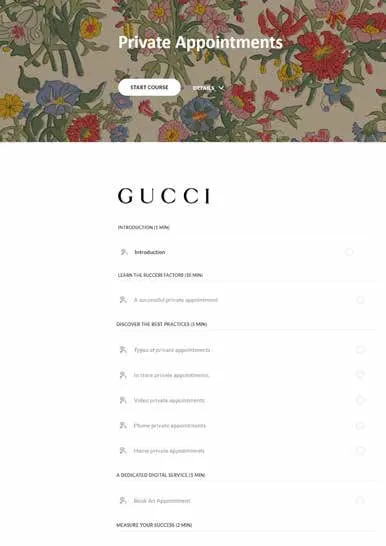 Private Appointments
START COURSE
DETAILS
GUCCI
INTRODUCTION (1 MIN)
Introduction
LEARN THE SUCCESS FACTORS (10 MIN)
A successful private appointment
DISCOVER THE BEST PRACTICES (5 MIN)
Types of private appointments
In store private appointments
Video private appointments
Phone private appointments
Home private appointments
A DEDICATED DIGITAL SERVICE (5 MIN)
Book An Appointment
MEASURE YOUR SUCCESS (2 MIN)